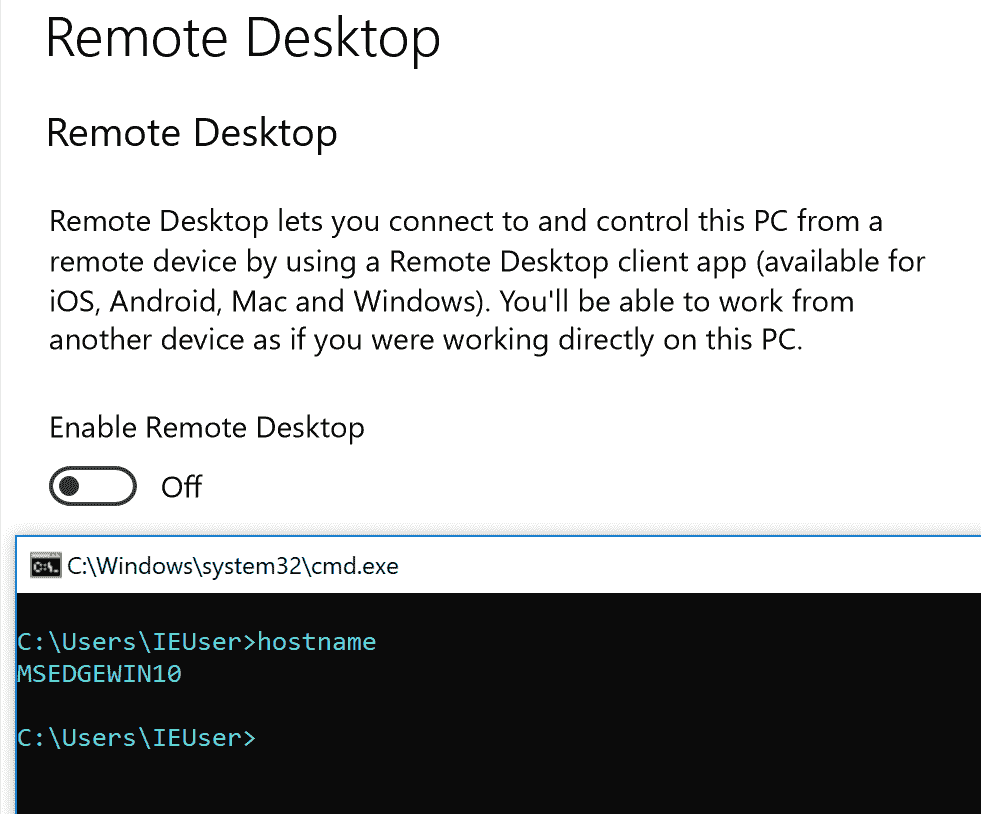 Remote Desktop
Remote Desktop
Remote Desktop lets you connect to and control this PC from a
remote device by using a Remote Desktop client app (available for
iOS, Android, Mac and Windows). You'll be able to work from
another device as if you were working directly on this PC.
Enable Remote Desktop
Off
C:\Windows\system32\cmd.exe
C:\Users\IEUser>hostname
MSEDGEWIN10
C:\Users\IEUser>